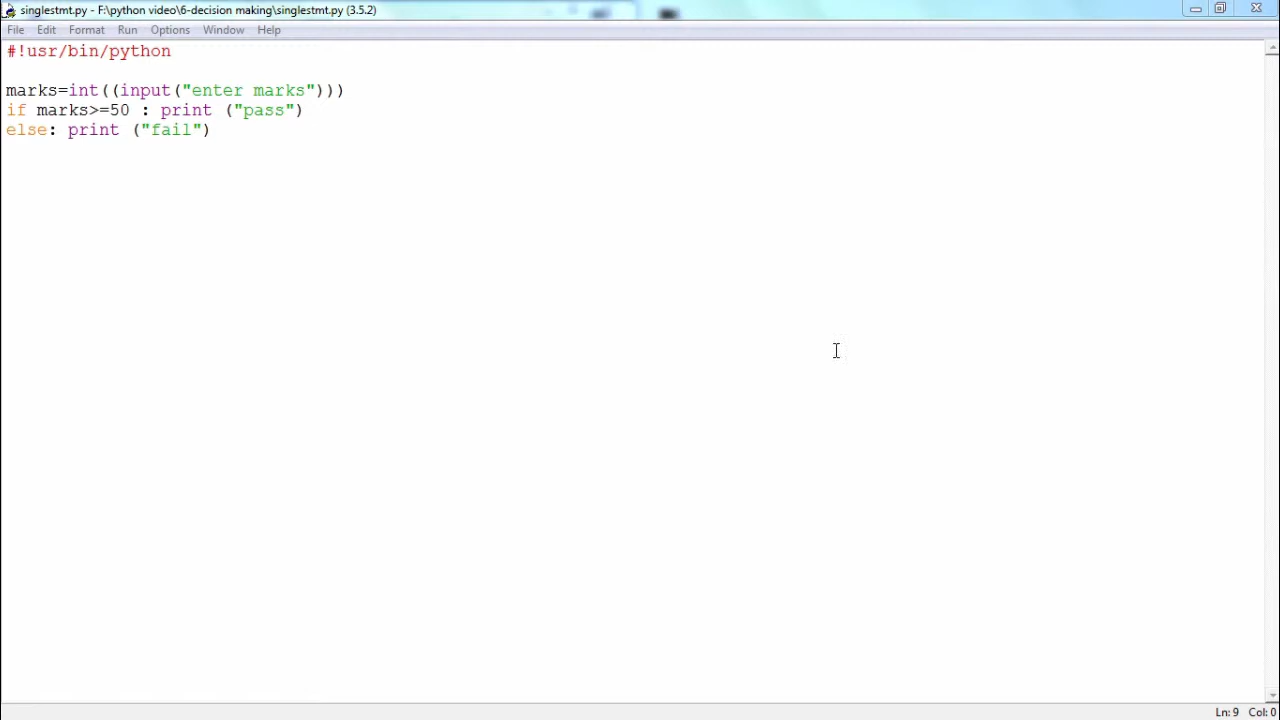 singlestmt.py - F:\python video\6-decision making\singlestmt.py (3.5.2)
File Edit Format Run Options Window Help
#!usr/bin/python
marks=int((input("enter marks")))
if marks>=50 : print ("pass")
else: print ("fail")
Ln: 9 Col: 0